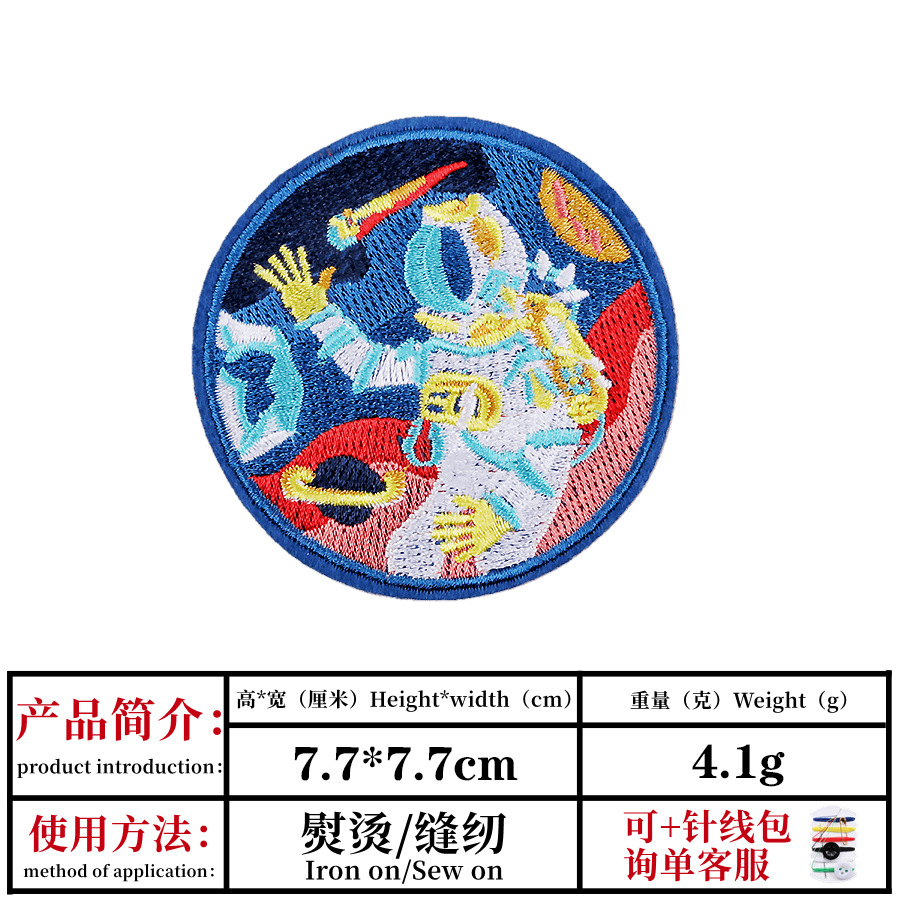 产品简介：
product introduction：
高*宽（厘米）Height*width（cm）
重量（克）Weight（g）
7.7*7.7cm
4.1g
使用方法：
method of application：
熨烫/缝纫
Iron on/Sew on
可+针线包
询单客服